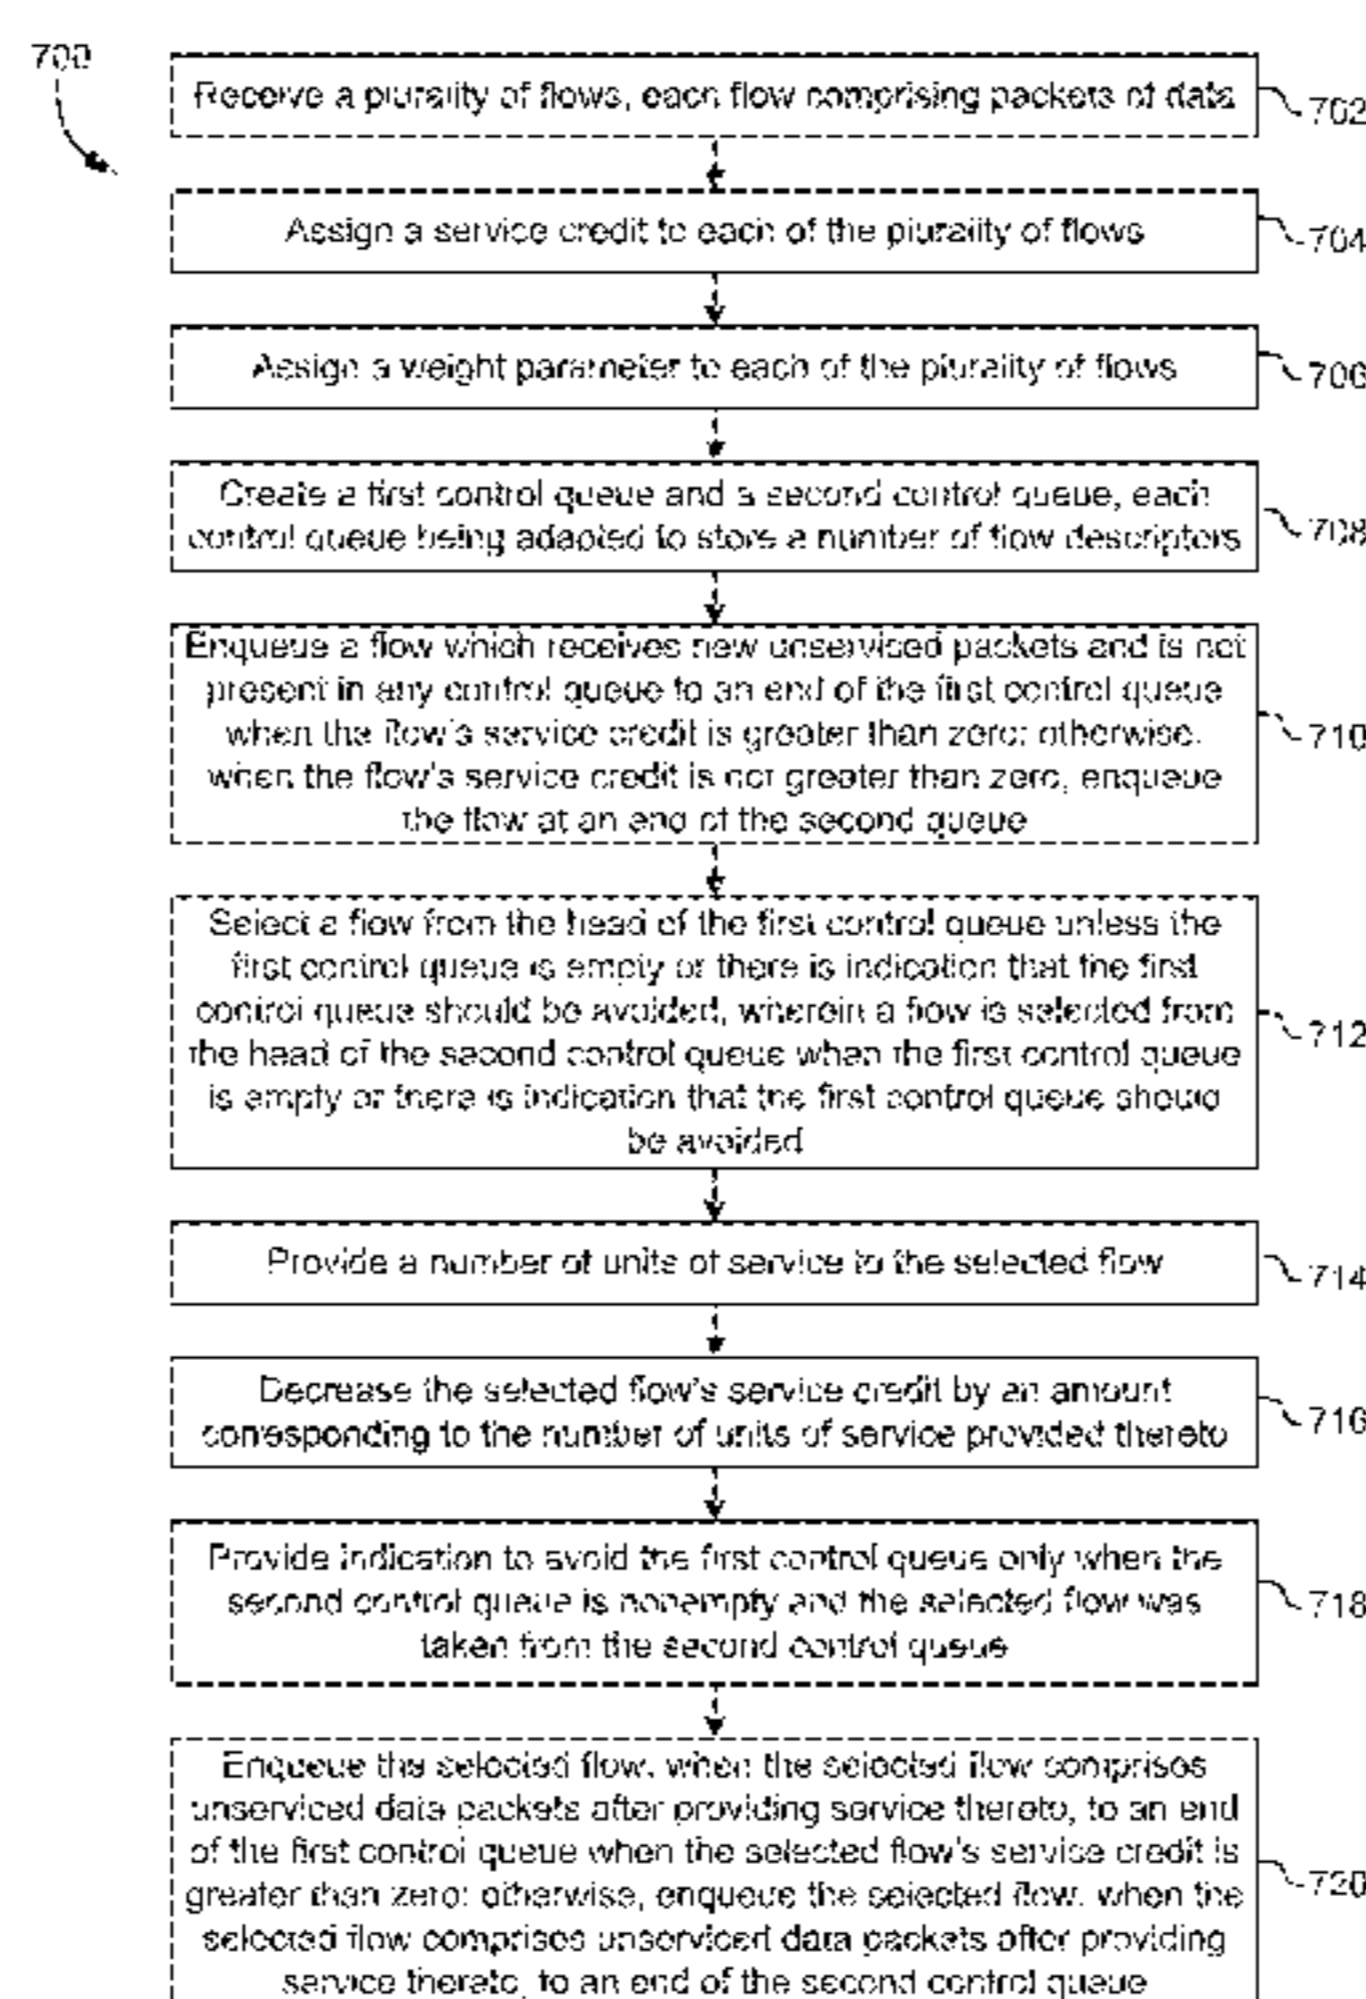 700
Receive a plurality of flows, each flow comprising packets of data
702
Assign a service credit to each of the plurality of flows
704
Assign a weight parameter to each of the plurality of flows
706
Create a first control queue and a second control queue, each
control queue being adapted to store a number of flow descriptors
708
Enqueue a flow which receives new unserviced packets and is not
present in any control queue to an end of the first control queue
when the flow's service credit is greater than zero; otherwise,
when the flow's service credit is not greater than zero, enqueue
the flow at an end of the second queue
710
Select a flow from the head of the first control queue unless the
first control queue is empty or there is indication that the first
control queue should be avoided, wherein a flow is selected from
the head of the second control queue when the first control queue
is empty or there is indication that the first control queue should
be avoided
712
Provide a number of units of service to the selected flow
714
Decrease the selected flow's service credit by an amount
corresponding to the number of units of service provided thereto
716
Provide indication to avoid the first control queue only when the
second control queue is nonempty and the selected flow was
taken from the second control queue
718
Enqueue the selected flow, when the selected flow comprises
unserviced data packets after providing service thereto, to an end
of the first control queue when the selected flow's service credit is
greater than zero; otherwise, enqueue the selected flow, when the
selected flow comprises unserviced data packets after providing
service thereto, to an end of the second control queue
720